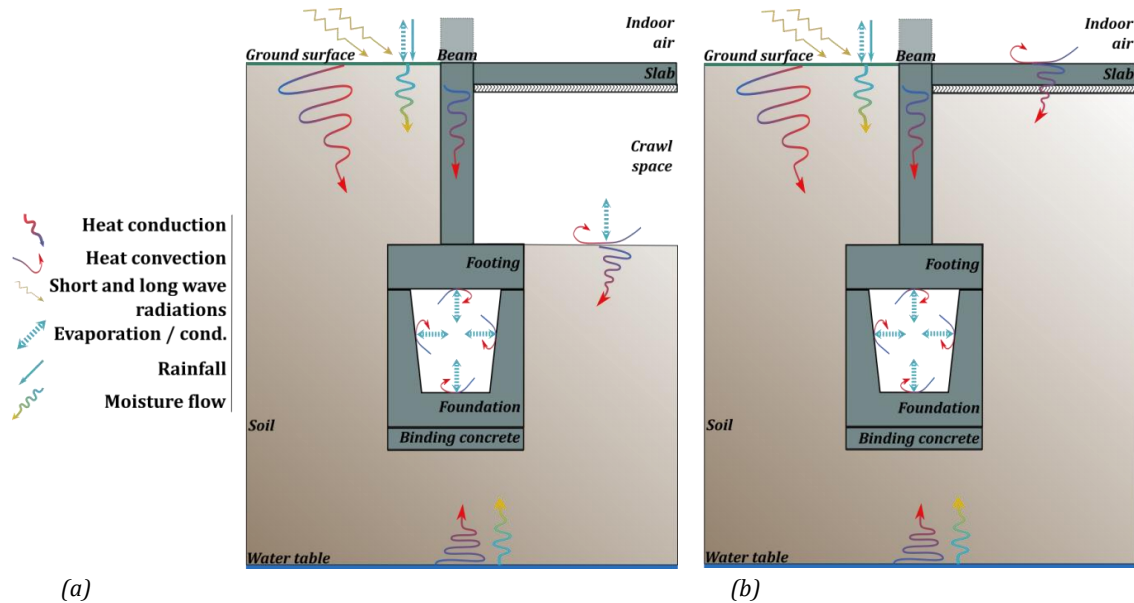 Heat conduction
Heat convection
Short and long wave
radiations
Evaporation / cond.
Rainfall
Moisture flow
Indoor
air
Ground surface
Beam
Slab
Crawl
space
Footing
Foundation
Binding concrete
Soil
Water table
(a)
Indoor
air
Ground surface
Beam
Slab
Footing
Foundation
Binding concrete
Soil
Water table
(b)